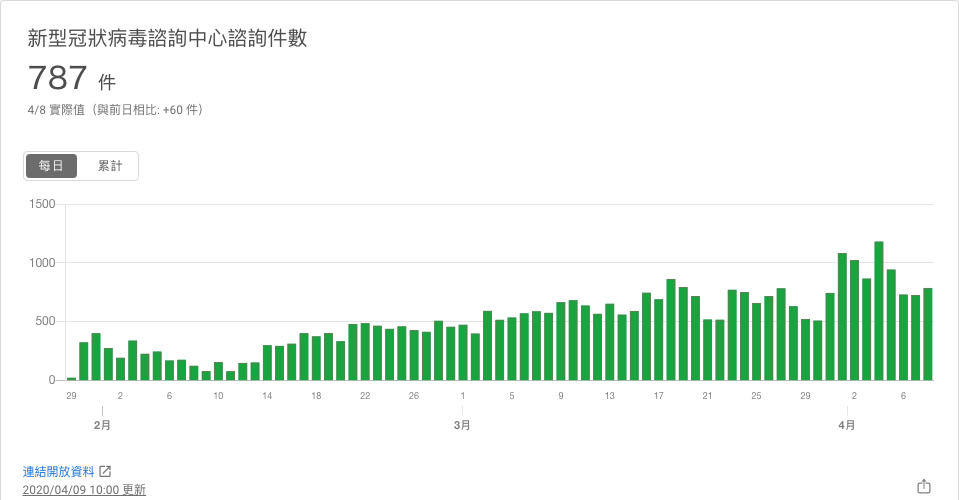 新型冠狀病毒諮詢中心諮詢件數
787 件
4/8 實際值（與前日相比: +60 件）
每日 累計
1500
1000
500
0
29 2 6 10 14 18 22 26 1 5 9 13 17 21 25 29 2 6
2月 3月 4月
連結開放資料
2020/04/09 10:00 更新